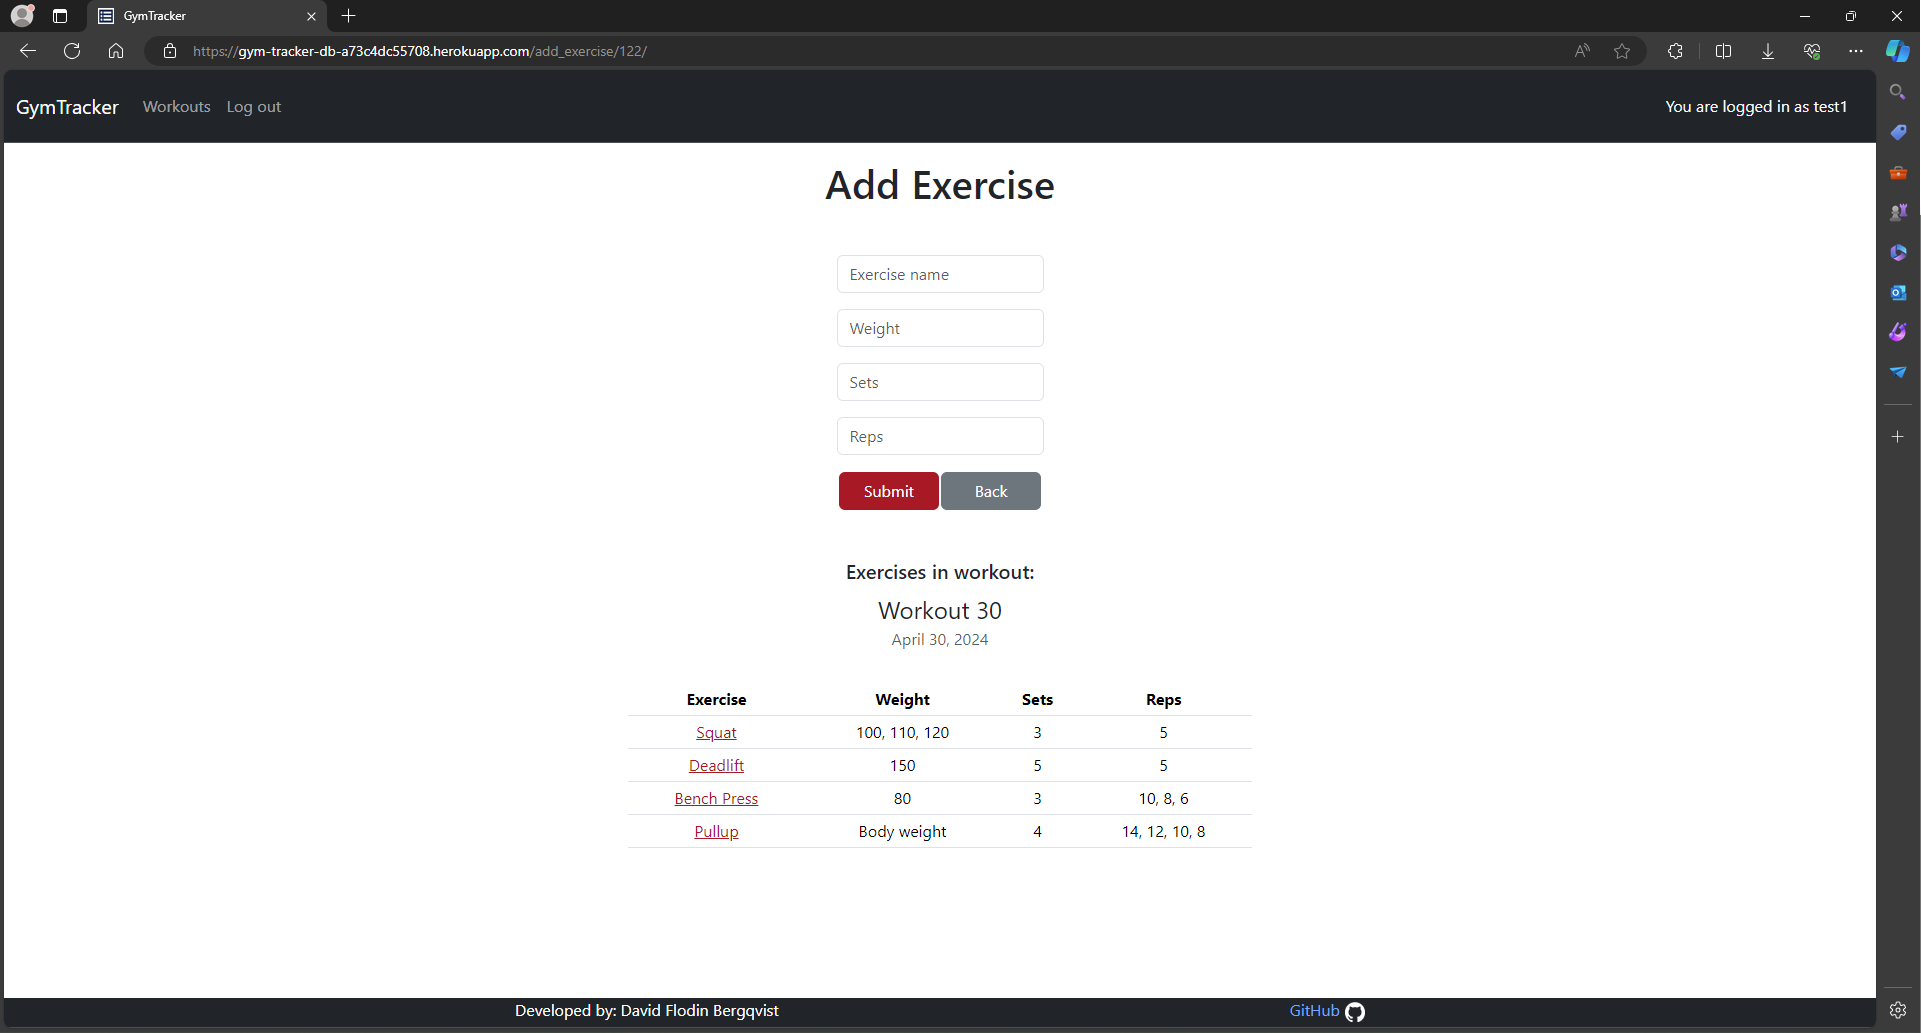 GymTracker
https://gym-tracker-db-a73c4dc55708.herokuapp.com/add_exercise/122/
GymTracker Workouts Log out You are logged in as test1
Add Exercise
Exercise name
Weight
Sets
Reps
Submit Back
Exercises in workout:
Workout 30
April 30, 2024
Exercise Weight Sets Reps
Squat 100, 110, 120 3 5
Deadlift 150 5 5
Bench Press 80 3 10, 8, 6
Pullup Body weight 4 14, 12, 10, 8
Developed by: David Flodin Bergqvist GitHub